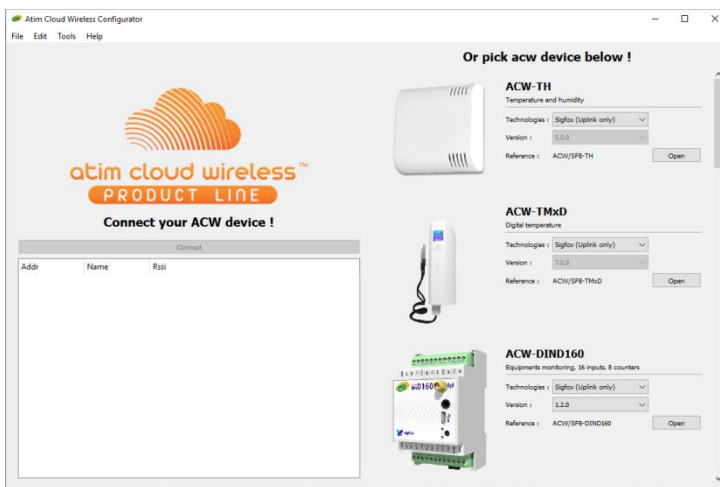 Atim Cloud Wireless Configurator
File Edit Tools Help
atim cloud wireless™
PRODUCT LINE
Connect your ACW device !
Connect
Addr Name Rssi
Or pick acw device below !
ACW-TH
Temperature and humidity
Technologies : Sigfox (Uplink only)
Version : 5.0.0
Reference : ACW/SF8-TH Open
ACW-TMxD
Digital temperature
Technologies : Sigfox (Uplink only)
Version : 7.0.0
Reference : ACW/SF8-TMxD Open
ACW-DIND160
Equipments monitoring, 16 inputs, 8 counters
Technologies : Sigfox (Uplink only)
Version : 1.2.0
Reference : ACW/SF8-DIND160 Open